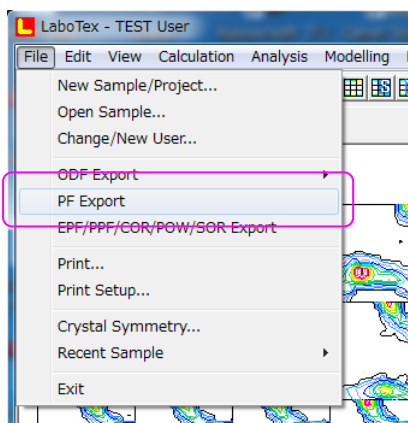 LaboTex - TEST User
File Edit View Calculation Analysis Modelling
New Sample/Project...
Open Sample...
Change/New User...
ODF Export
PF Export
EPF/PPF/COR/POW/SOR Export
Print...
Print Setup...
Crystal Symmetry...
Recent Sample
Exit